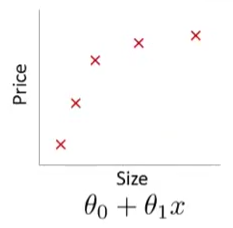 Price
Size
θ₀ + θ₁x